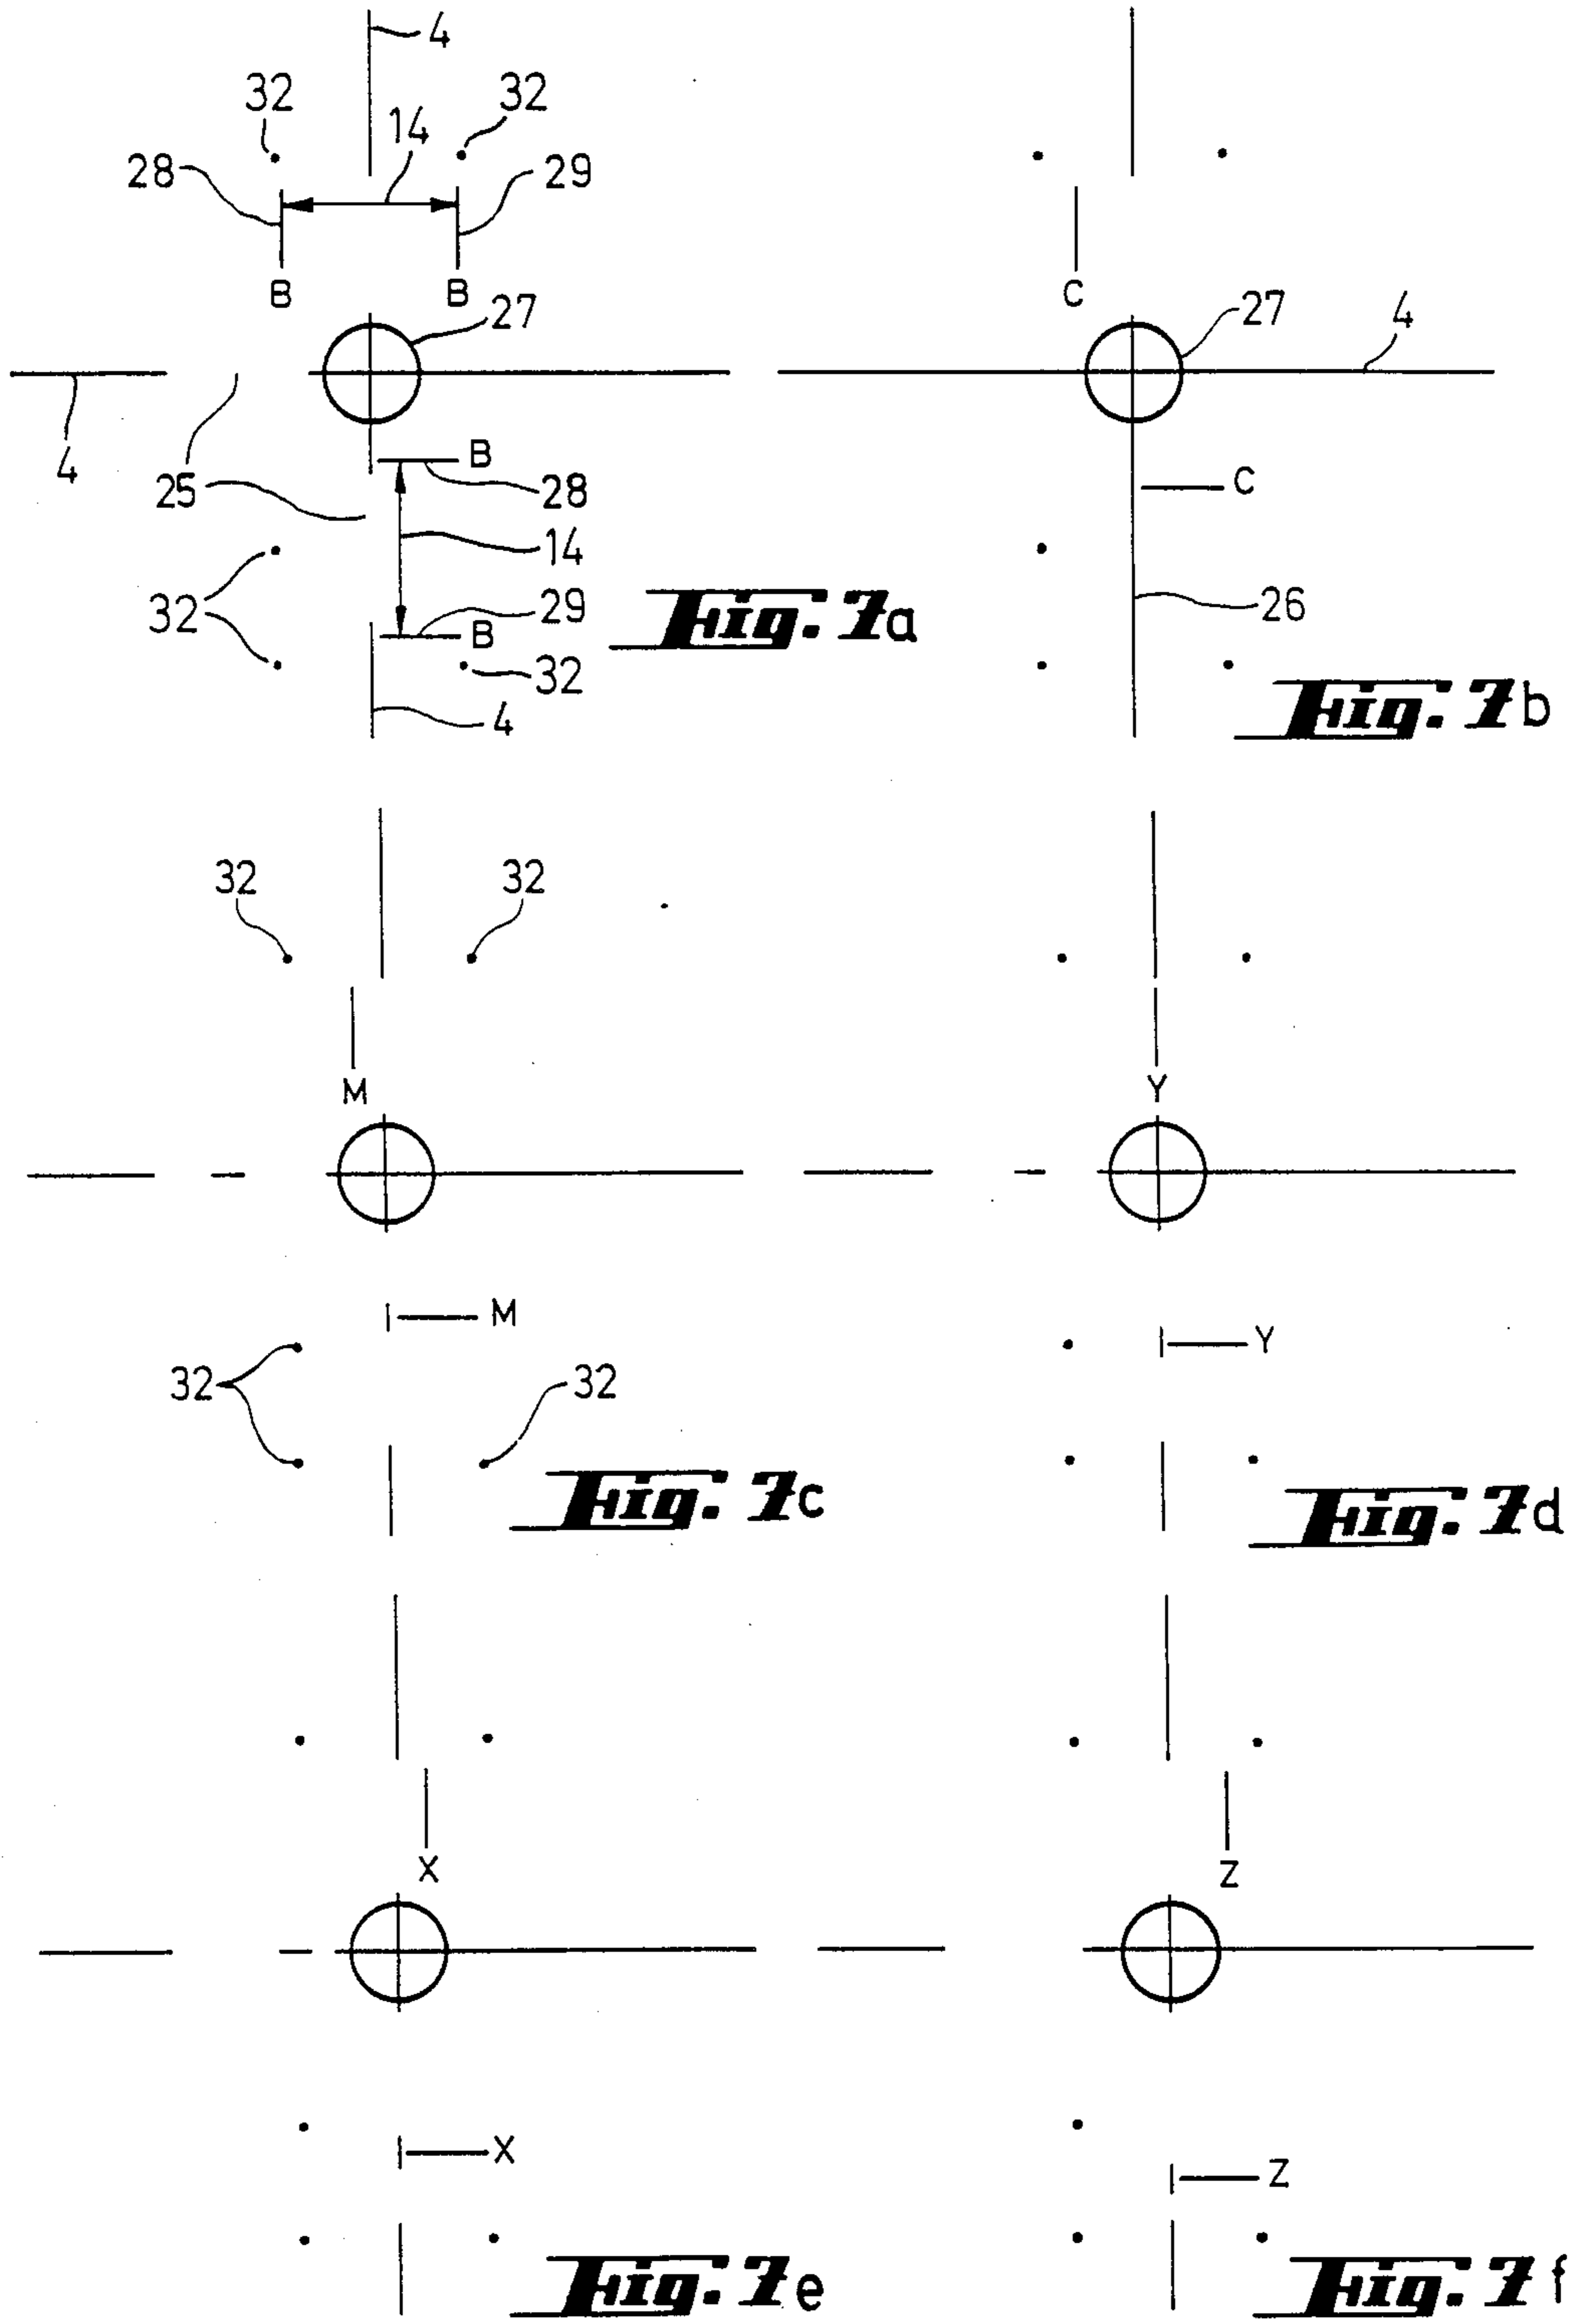 4
32 32
14
28 29
B B
27
4
25
B
28
14
32
29
B
32
4
Fig. 7a
C
27 4
C
26
Fig. 7b
32 32
M
M
32 32
Fig. 7c
Y
Y
Fig. 7d
X
X
Fig. 7e
Z
Z
Fig. 7f